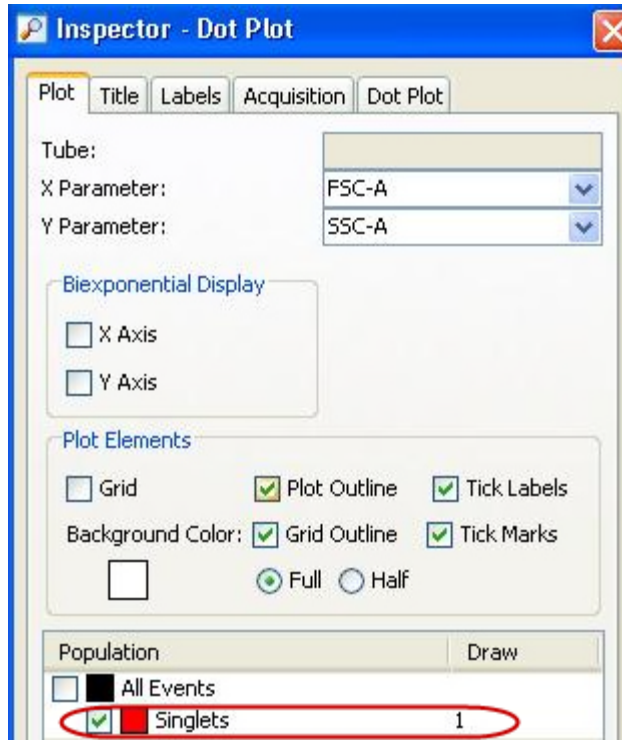 Inspector - Dot Plot
Plot Title Labels Acquisition Dot Plot
Tube:
X Parameter: FSC-A
Y Parameter: SSC-A
Biexponential Display
X Axis
Y Axis
Plot Elements
Grid Plot Outline Tick Labels
Background Color: Grid Outline Tick Marks
Full Half
Population Draw
All Events
Singlets 1